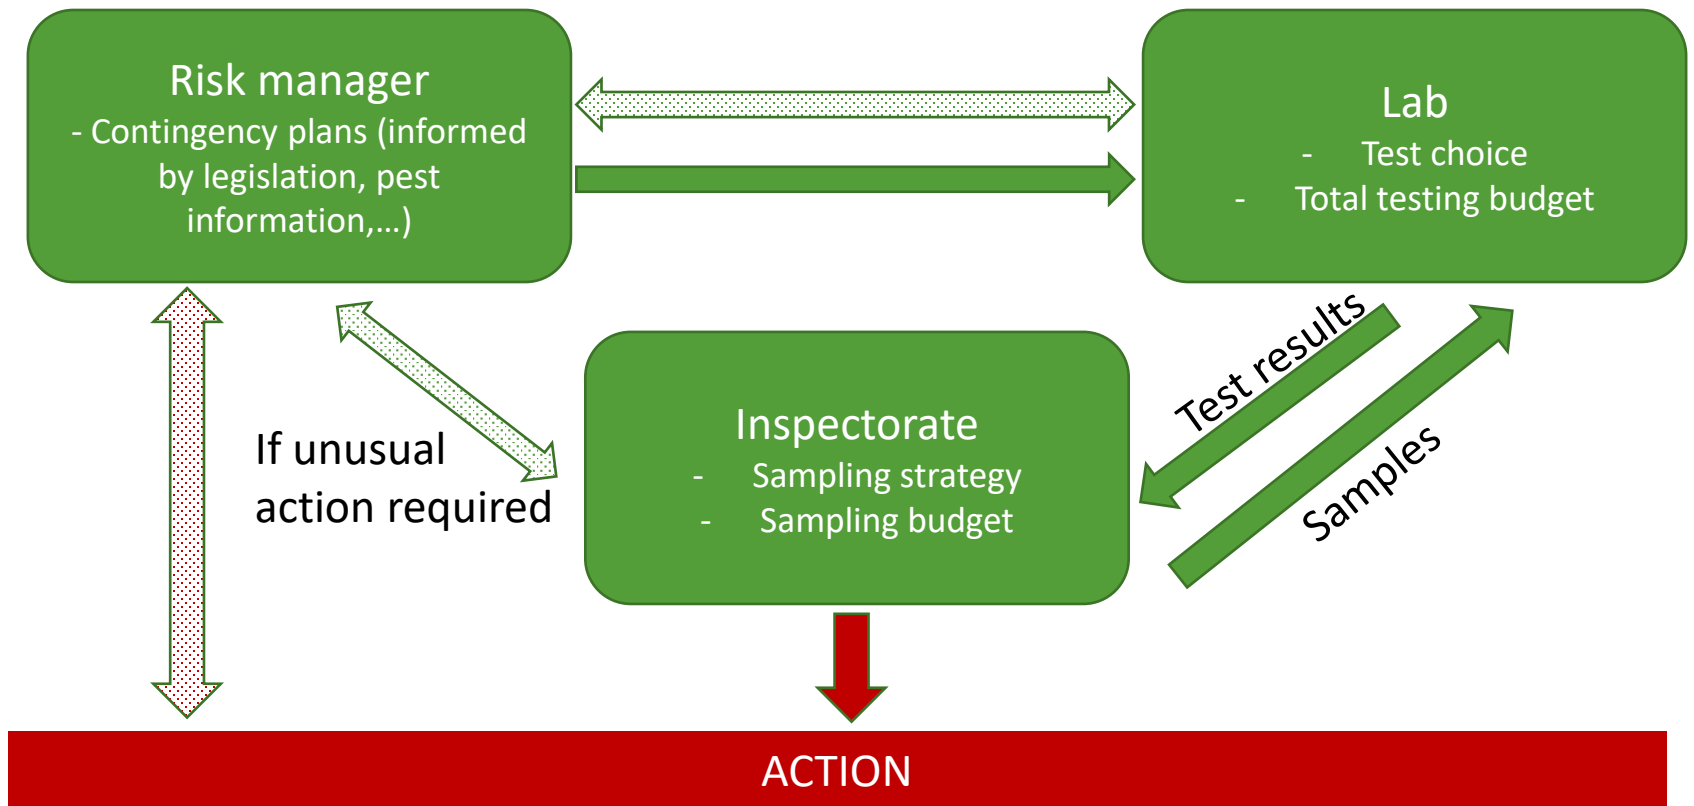 Risk manager
- Contingency plans (informed
by legislation, pest
information,...)
Lab
- Test choice
- Total testing budget
If unusual
action required
Inspectorate
- Sampling strategy
- Sampling budget
Test results
Samples
ACTION